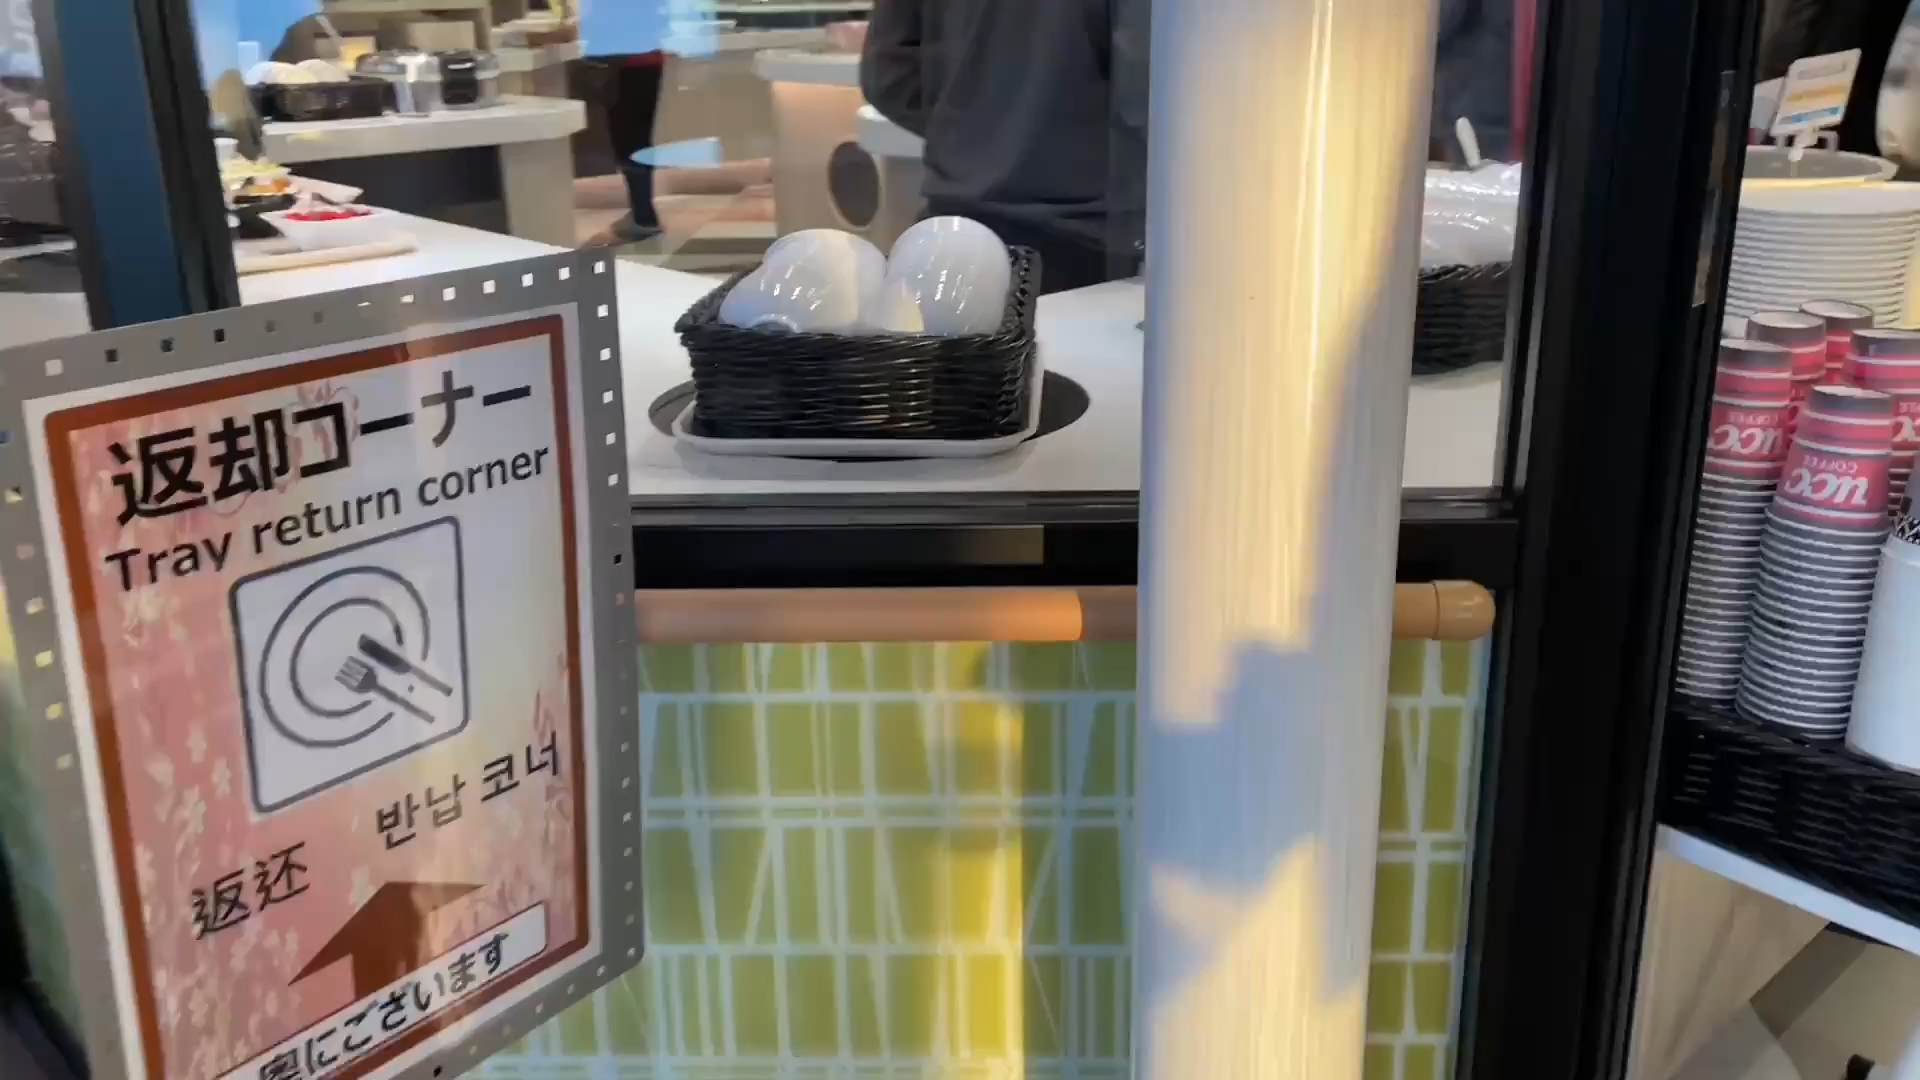 返却コーナー
Tray return corner
반납 코너
返还
奥にございます
UCC
COFFEE
UCC
COFFEE